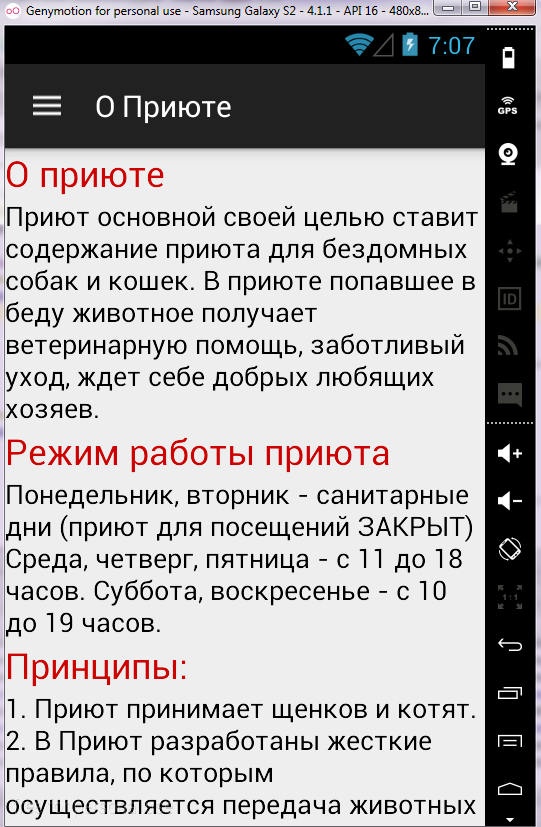 Genymotion for personal use - Samsung Galaxy S2 - 4.1.1 - API 16 - 480x8...
7:07
О Приюте
GPS
ID
1:1
О приюте
Приют основной своей целью ставит
содержание приюта для бездомных
собак и кошек. В приюте попавшее в
беду животное получает
ветеринарную помощь, заботливый
уход, ждет себе добрых любящих
хозяев.
Режим работы приюта
Понедельник, вторник - санитарные
дни (приют для посещений ЗАКРЫТ)
Среда, четверг, пятница - с 11 до 18
часов. Суббота, воскресенье - с 10
до 19 часов.
Принципы:
1. Приют принимает щенков и котят.
2. В Приют разработаны жесткие
правила, по которым
осуществляется передача животных